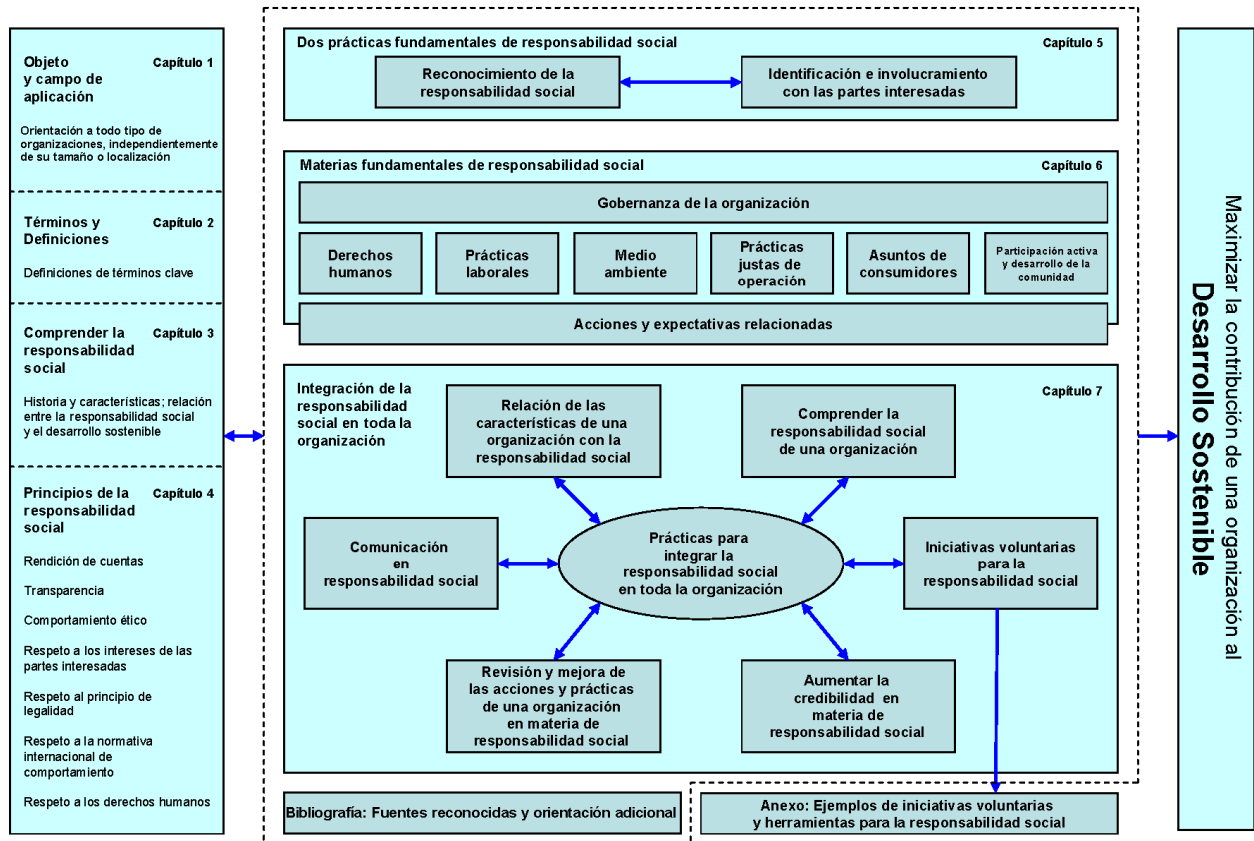 Objeto
y campo de
aplicación
Capítulo 1
Orientación a todo tipo de
organizaciones, independientemente
de su tamaño o localización
Términos y
Definiciones
Capítulo 2
Definiciones de términos clave
Comprender la
responsabilidad
social
Capítulo 3
Historia y características; relación
entre la responsabilidad social
y el desarrollo sostenible
Principios de la
responsabilidad
social
Capítulo 4
Rendición de cuentas
Transparencia
Comportamiento ético
Respeto a los intereses de las
partes interesadas
Respeto al principio de
legalidad
Respeto a la normativa
internacional de
comportamiento
Respeto a los derechos humanos
Dos prácticas fundamentales de responsabilidad social
Capítulo 5
Reconocimiento de la
responsabilidad social
Identificación e involucramiento
con las partes interesadas
Materias fundamentales de responsabilidad social
Capítulo 6
Gobernanza de la organización
Derechos
humanos
Prácticas
laborales
Medio
ambiente
Prácticas
justas de
operación
Asuntos de
consumidores
Participación activa
y desarrollo de la
comunidad
Acciones y expectativas relacionadas
Integración de la
responsabilidad
social en toda la
organización
Capítulo 7
Relación de las
características de una
organización con la
responsabilidad social
Comprender la
responsabilidad social
de una organización
Comunicación
en
responsabilidad social
Prácticas para
integrar la
responsabilidad social
en toda la organización
Iniciativas voluntarias
para la
responsabilidad social
Revisión y mejora de
las acciones y prácticas
de una organización
en materia de
responsabilidad social
Aumentar la
credibilidad en
materia de
responsabilidad social
Bibliografía: Fuentes reconocidas y orientación adicional
Anexo: Ejemplos de iniciativas voluntarias
y herramientas para la responsabilidad social
Maximizar la contribución de una organización al
Desarrollo Sostenible